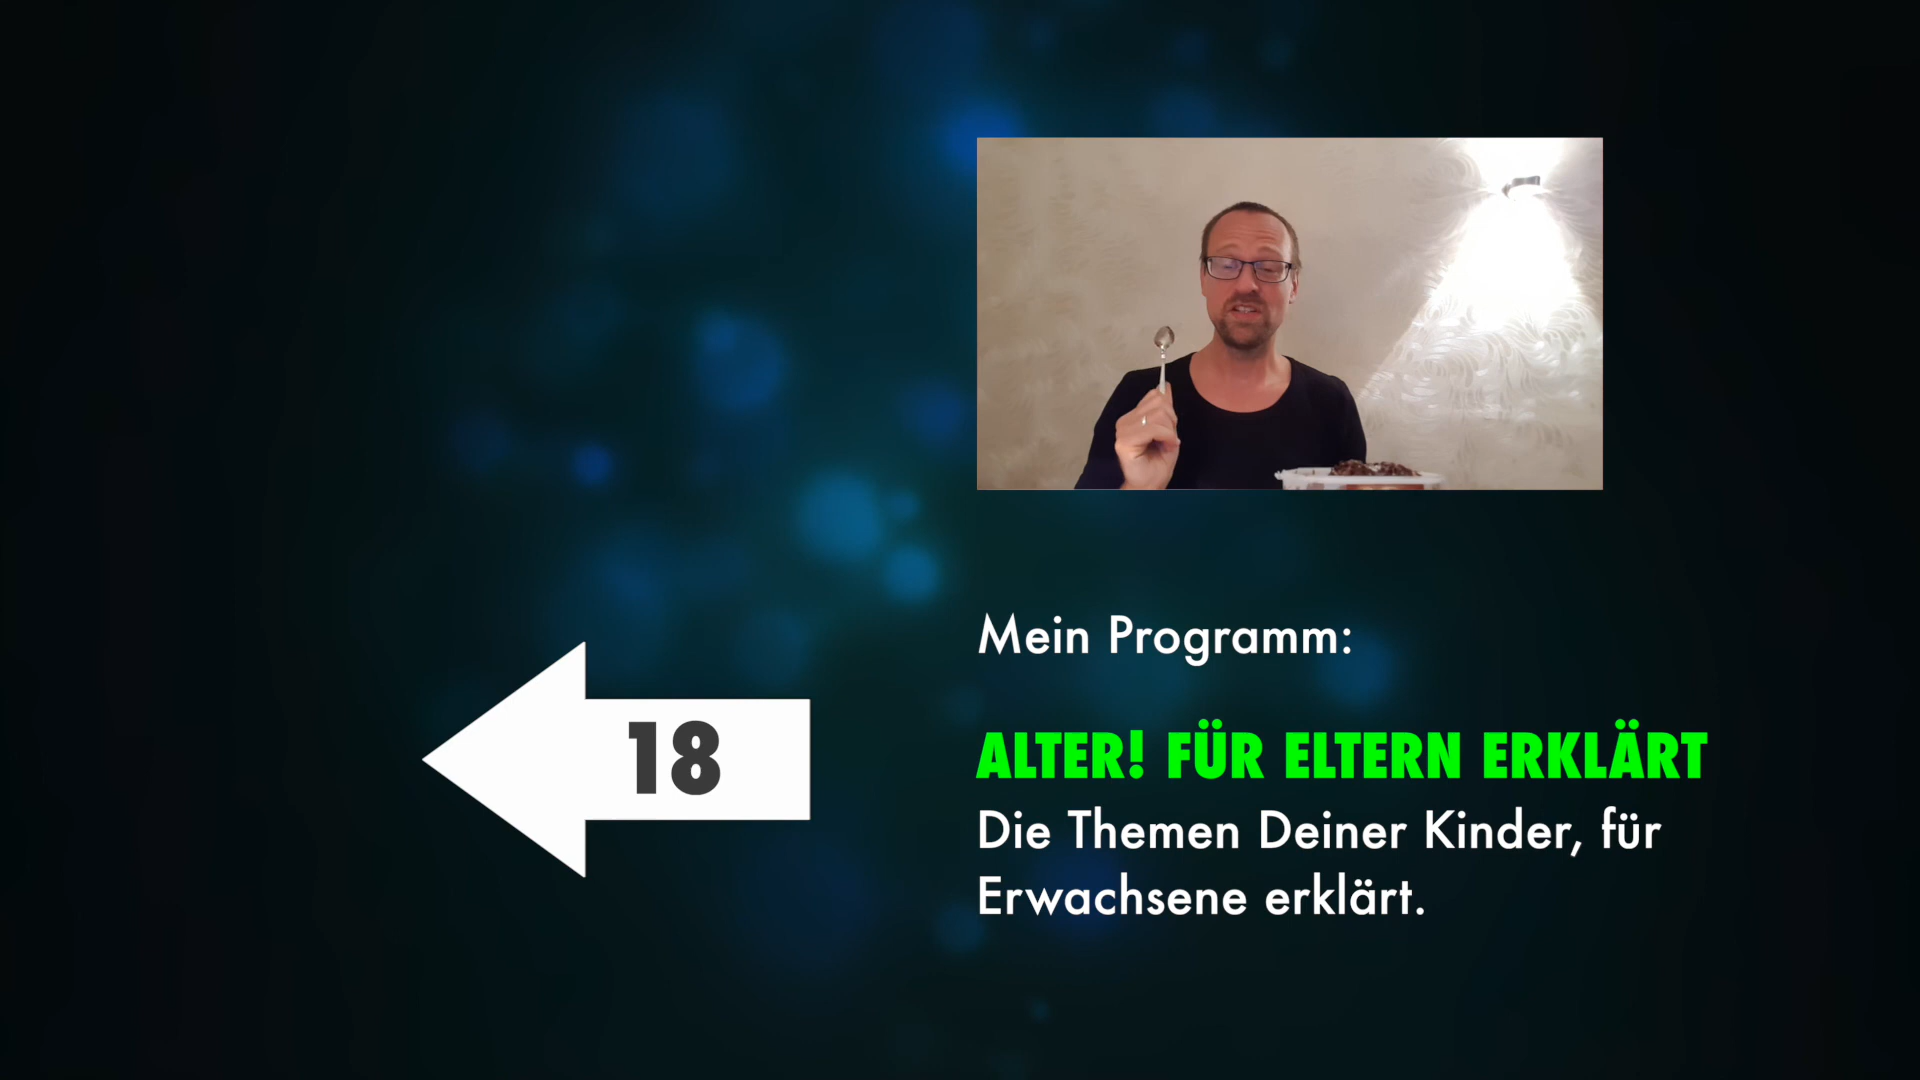 18
Mein Programm:
ALTER! FÜR ELTERN ERKLÄRT
Die Themen Deiner Kinder, für
Erwachsene erklärt.